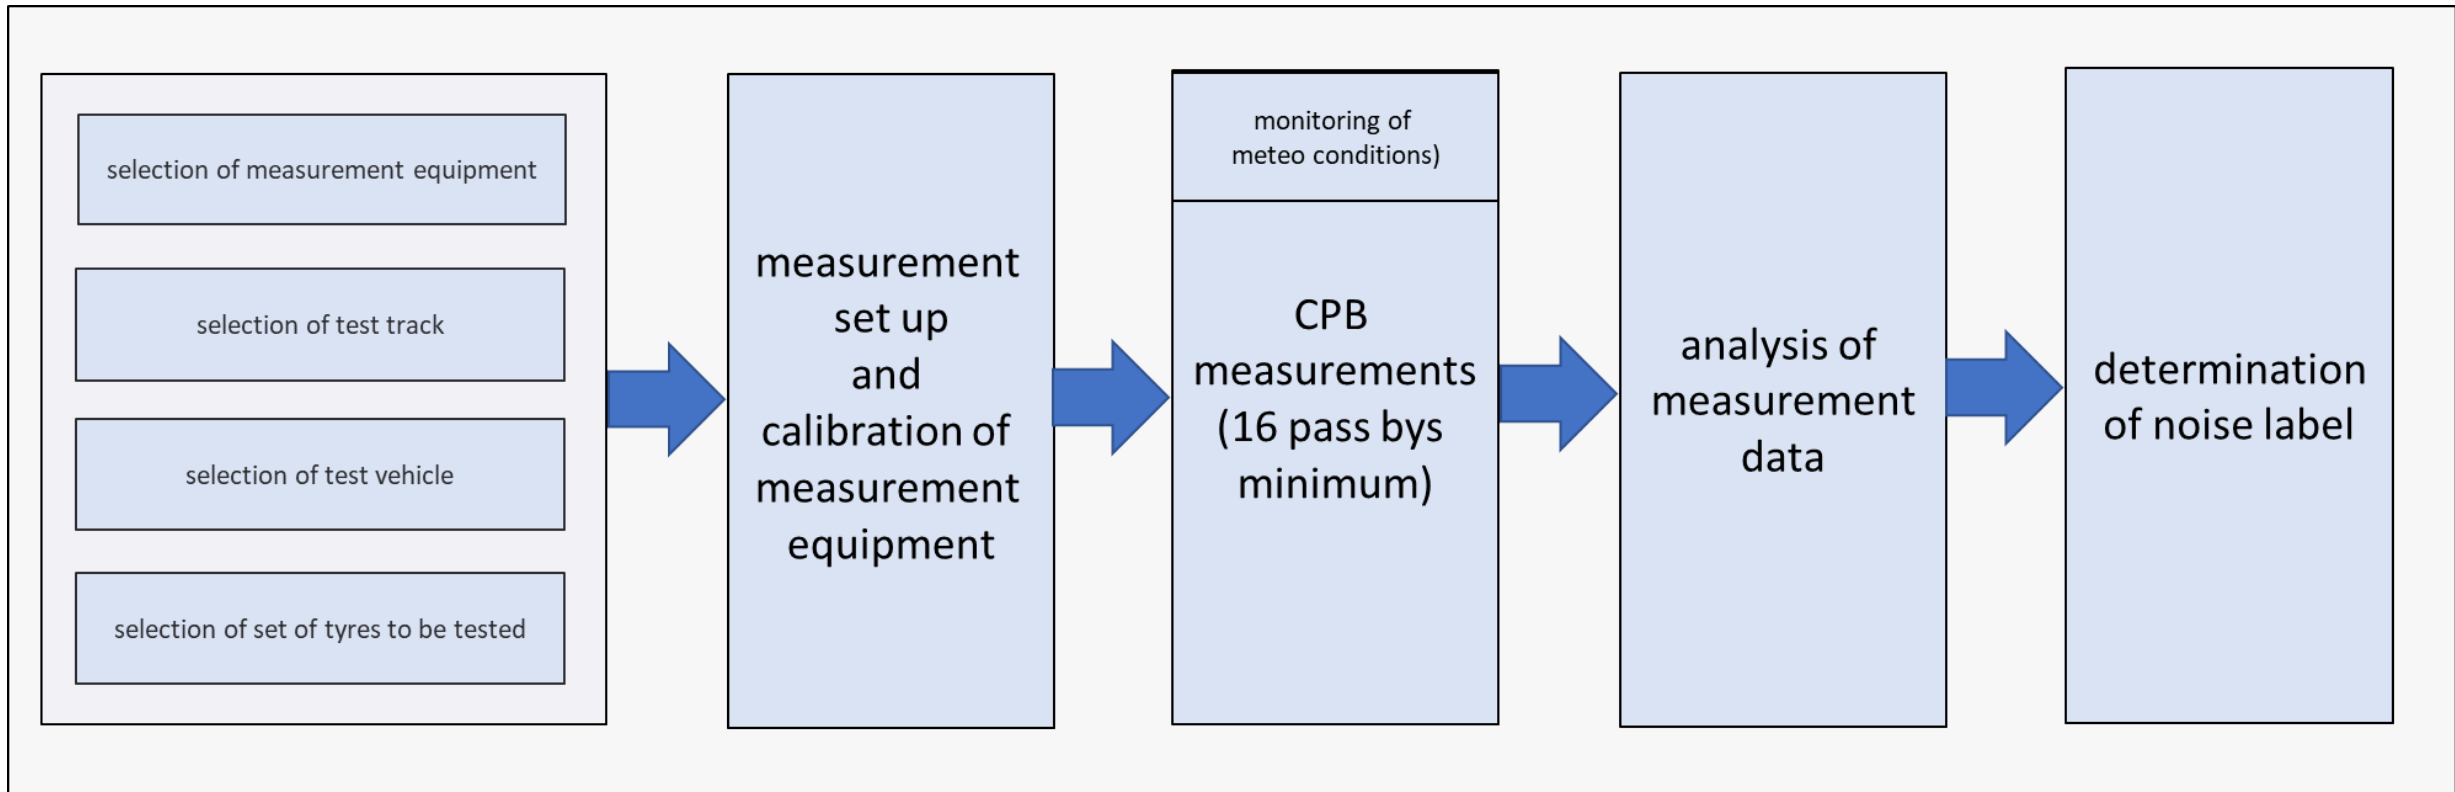 selection of measurement equipment
selection of test track
selection of test vehicle
selection of set of tyres to be tested
measurement
set up
and
calibration of
measurement
equipment
monitoring of
meteo conditions)
CPB
measurements
(16 pass bys
minimum)
analysis of
measurement
data
determination
of noise label